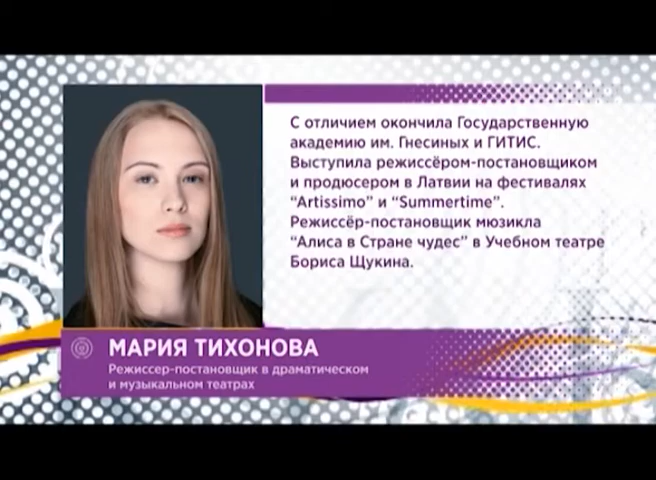 С отличием окончила Государственную
академию им. Гнесиных и ГИТИС.
Выступила режиссёром-постановщиком
и продюсером в Латвии на фестивалях
“Artissimo” и “Summertime”.
Режиссёр-постановщик мюзикла
“Алиса в Стране чудес” в Учебном театре
Бориса Щукина.
МАРИЯ ТИХОНОВА
Режиссер-постановщик в драматическом
и музыкальном театрах